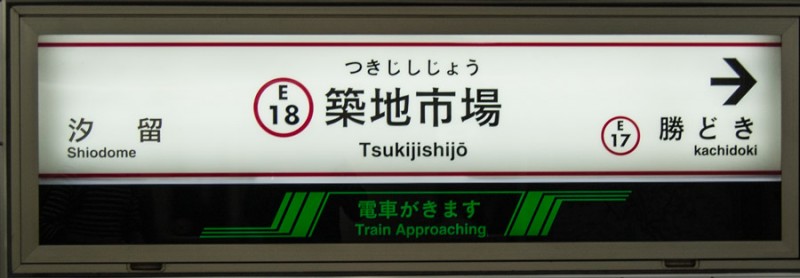 つきじしじょう
E
18
築地市場
Tsukijishijō
汐留
Shiodome
E
17
勝どき
kachidoki
電車がきます
Train Approaching